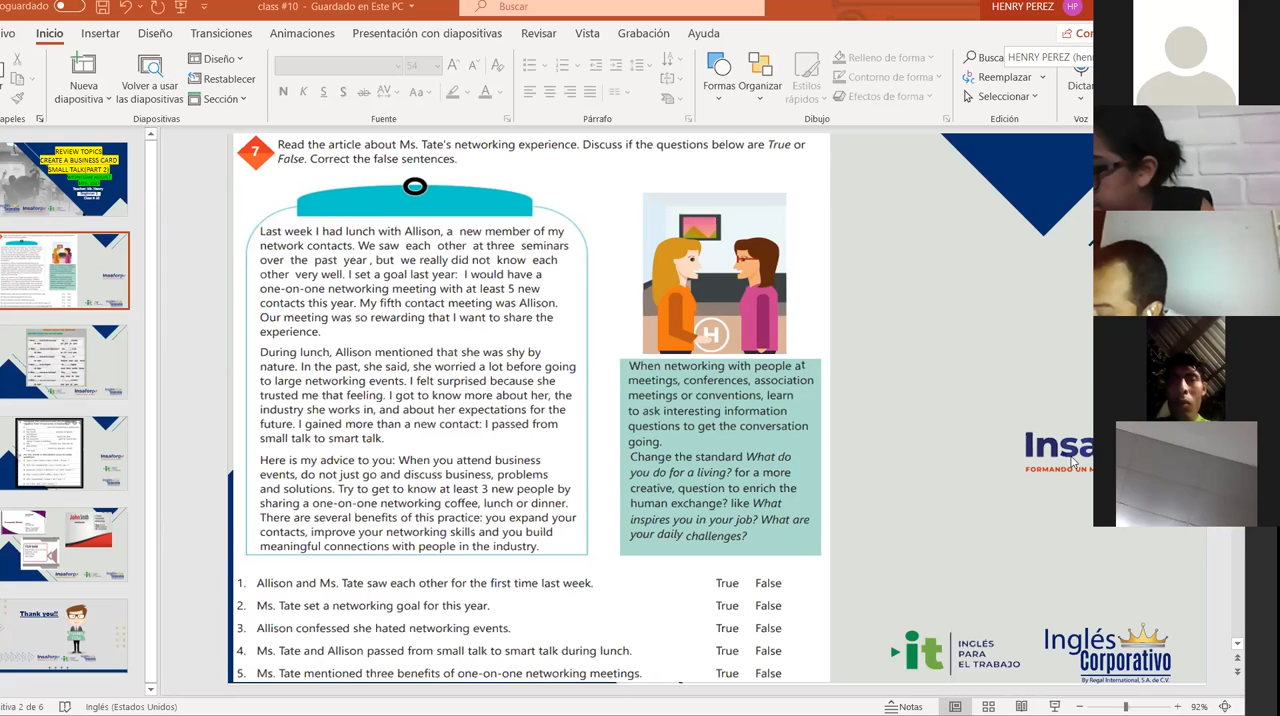 class #10 - Guardado en Este PC
Buscar
HENRY PEREZ HP
Inicio Insertar Diseño Transiciones Animaciones Presentación con diapositivas Revisar Vista Grabación Ayuda
Nueva diapositiva
Volver a usar las diapositivas
Diseño
Restablecer
Sección
Diapositivas
54
Fuente
Párrafo
Formas
Organizar
Estilos rápidos
Relleno de forma
Contorno de forma
Efectos de forma
Dibujo
Reemplazar
Seleccionar
Edición
Voz
REVIEW TOPICS
CREATE A BUSINESS CARD
SMALL TALK(PART 2)
Thank you!!
7
Read the article about Ms. Tate's networking experience. Discuss if the questions below are True or
False. Correct the false sentences.
Last week I had lunch with Allison, a new member of my
network contacts. We saw each other at three seminars
over the past year, but we really did not know each
other very well. I set a goal last year: I would have a
one-on-one networking meeting with at least 5 new
contacts this year. My fifth contact meeting was Allison.
Our meeting was so rewarding that I want to share the
experience.
During lunch, Allison mentioned that she was shy by
nature. In the past, she said, she worried a lot before going
to large networking events. I felt surprised because she
trusted me that feeling. I got to know more about her, the
industry she works in, and about her expectations for the
future. I gained more than a new contact. I passed from
small talk to smart talk.
Here is my advice to you: When you attend business
events, do not just go and discuss business, problems
and solutions. Try to get to know at least 3 new people by
sharing a one-on-one networking coffee, lunch or dinner.
There are several benefits of this practice: you expand your
contacts, improve your networking skills and you build
meaningful connections with people in the industry.
H
When networking with people at
meetings, conferences, association
meetings or conventions, learn
to ask interesting information
questions to get the conversation
going.
Change the standard What do
you do for a living? for a more
creative, question to enrich the
human exchange? like What
inspires you in your job? What are
your daily challenges?
1. Allison and Ms. Tate saw each other for the first time last week. True False
2. Ms. Tate set a networking goal for this year. True False
3. Allison confessed she hated networking events. True False
4. Ms. Tate and Allison passed from small talk to smart talk during lunch. True False
5. Ms. Tate mentioned three benefits of one-on-one networking meetings. True False
it
INGLÉS
PARA
EL TRABAJO
Inglés
Corporativo
By Regal International, S.A. de C.V.
Inglés (Estados Unidos)
Notas
92%